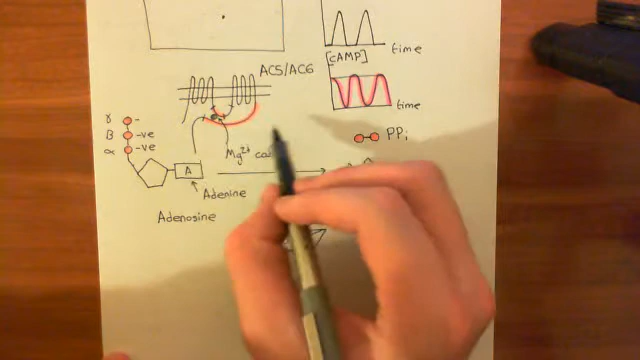 time
[cAMP]
AC5/AC6
time
γ -
β -ve
α -ve
PPi
Mg²⁺
A
Adenine
Adenosine